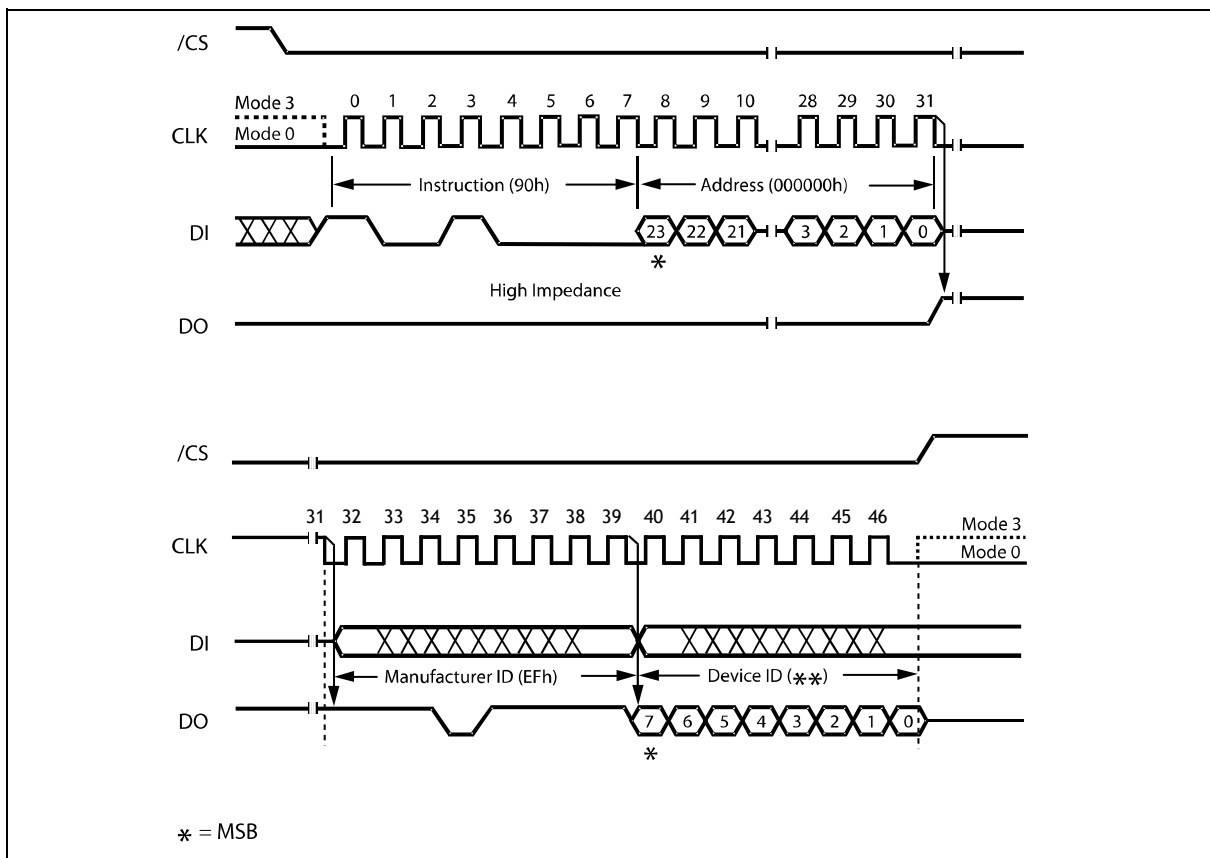 /CS
Mode 3
0 1 2 3 4 5 6 7 8 9 10 28 29 30 31
CLK
Mode 0
Instruction (90h) Address (000000h)
DI 23 22 21 3 2 1 0
*
High Impedance
DO
/CS
31 32 33 34 35 36 37 38 39 40 41 42 43 44 45 46
Mode 3
CLK
Mode 0
DI
Manufacturer ID (EFh) Device ID (**)
DO 7 6 5 4 3 2 1 0
*
* = MSB